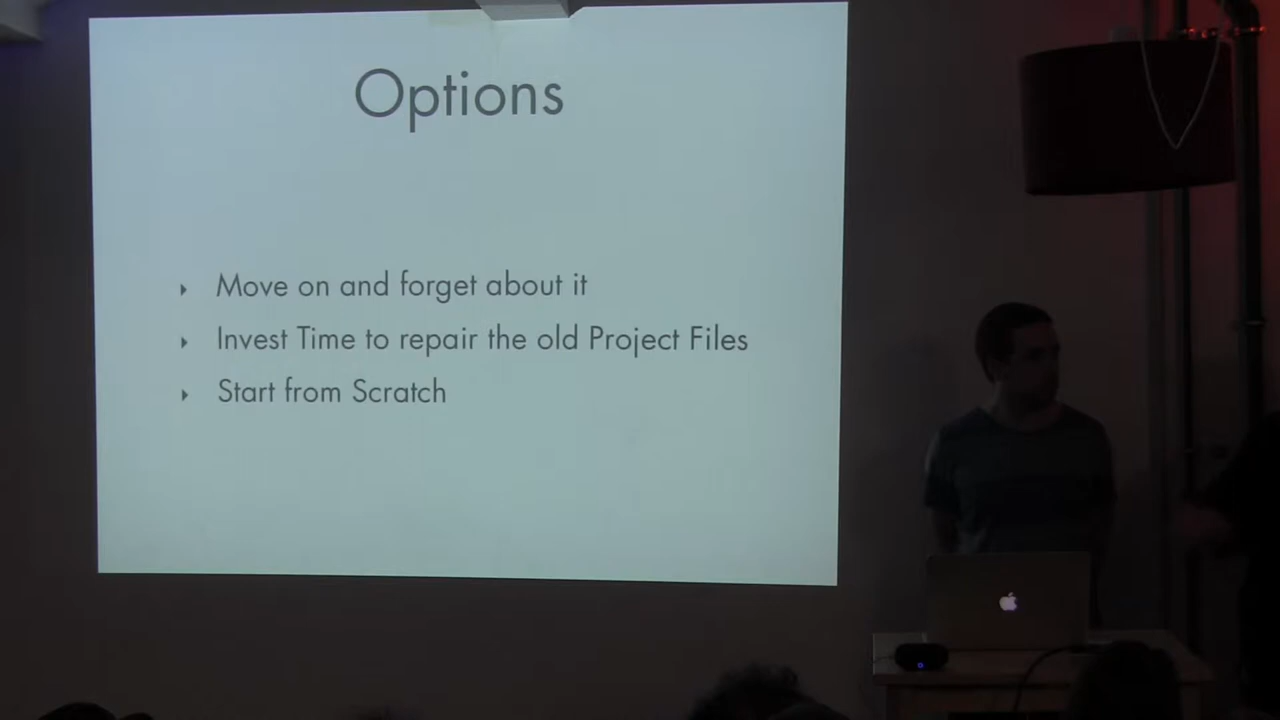 Options
Move on and forget about it
Invest Time to repair the old Project Files
Start from Scratch